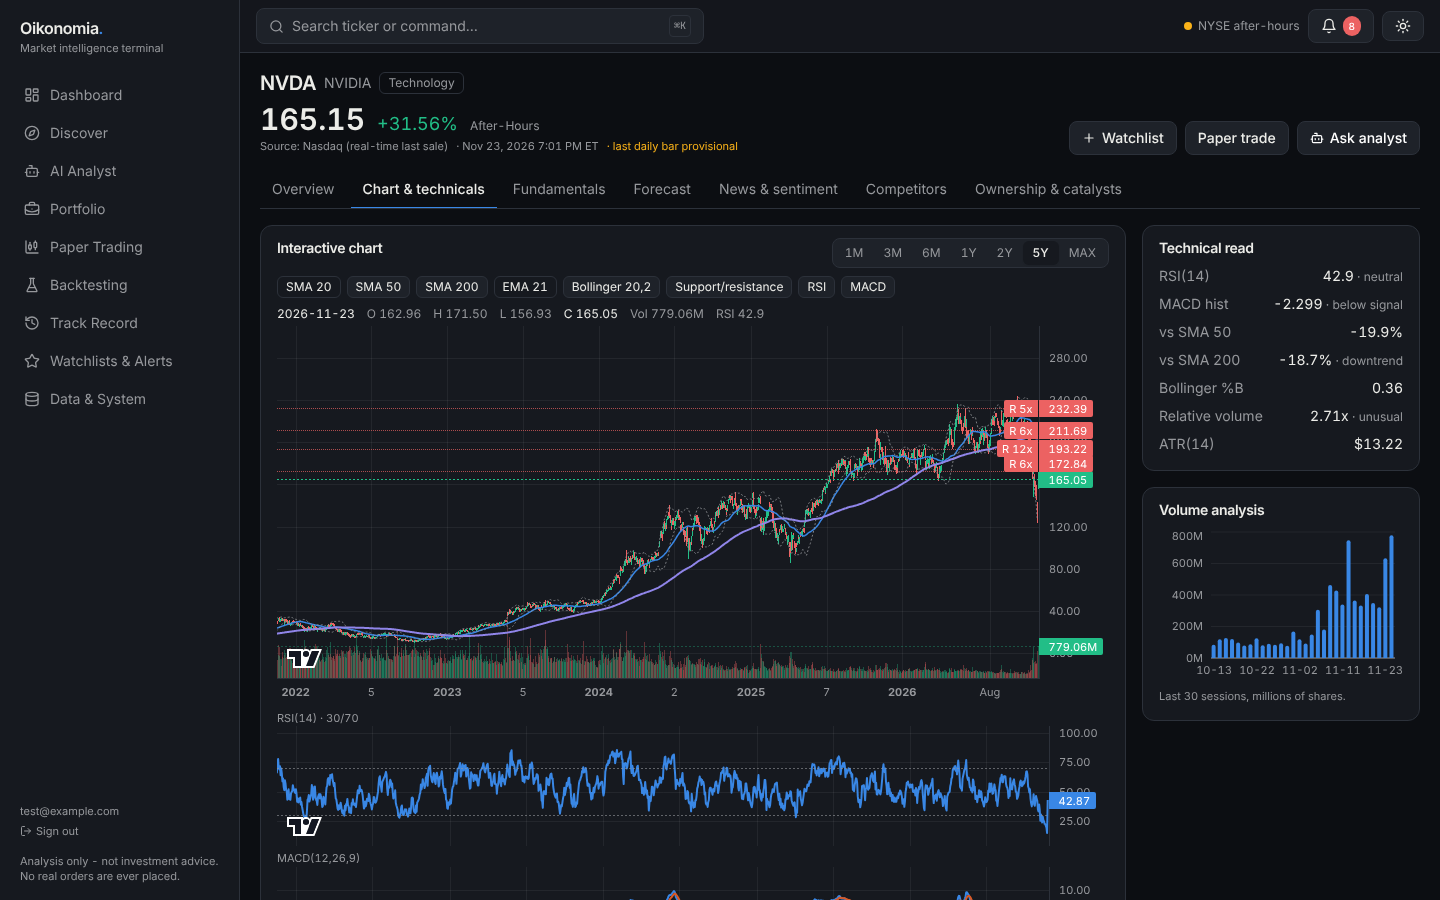 Oikonomia.
Market intelligence terminal
Dashboard
Discover
AI Analyst
Portfolio
Paper Trading
Backtesting
Track Record
Watchlists & Alerts
Data & System
test@example.com
Sign out
Analysis only - not investment advice.
No real orders are ever placed.
Search ticker or command...
⌘K
NYSE after-hours
8
NVDA NVIDIA Technology
165.15 +31.56% After-Hours
Source: Nasdaq (real-time last sale) · Nov 23, 2026 7:01 PM ET · last daily bar provisional
Watchlist
Paper trade
Ask analyst
Overview
Chart & technicals
Fundamentals
Forecast
News & sentiment
Competitors
Ownership & catalysts
Interactive chart
1M 3M 6M 1Y 2Y 5Y MAX
SMA 20 SMA 50 SMA 200 EMA 21 Bollinger 20,2 Support/resistance RSI MACD
2026-11-23 O 162.96 H 171.50 L 156.93 C 165.05 Vol 779.06M RSI 42.9
280.00
240.00
R 5x 232.39
R 6x 211.69
R 12x 193.22
R 6x 172.84
165.05
120.00
80.00
40.00
779.06M
2022 5 2023 5 2024 2 2025 7 2026 Aug
RSI(14) · 30/70
100.00
75.00
50.00
42.87
25.00
MACD(12,26,9)
10.00
Technical read
RSI(14) 42.9 · neutral
MACD hist -2.299 · below signal
vs SMA 50 -19.9%
vs SMA 200 -18.7% · downtrend
Bollinger %B 0.36
Relative volume 2.71x · unusual
ATR(14) $13.22
Volume analysis
800M
600M
400M
200M
0M
10-13 10-22 11-02 11-11 11-23
Last 30 sessions, millions of shares.